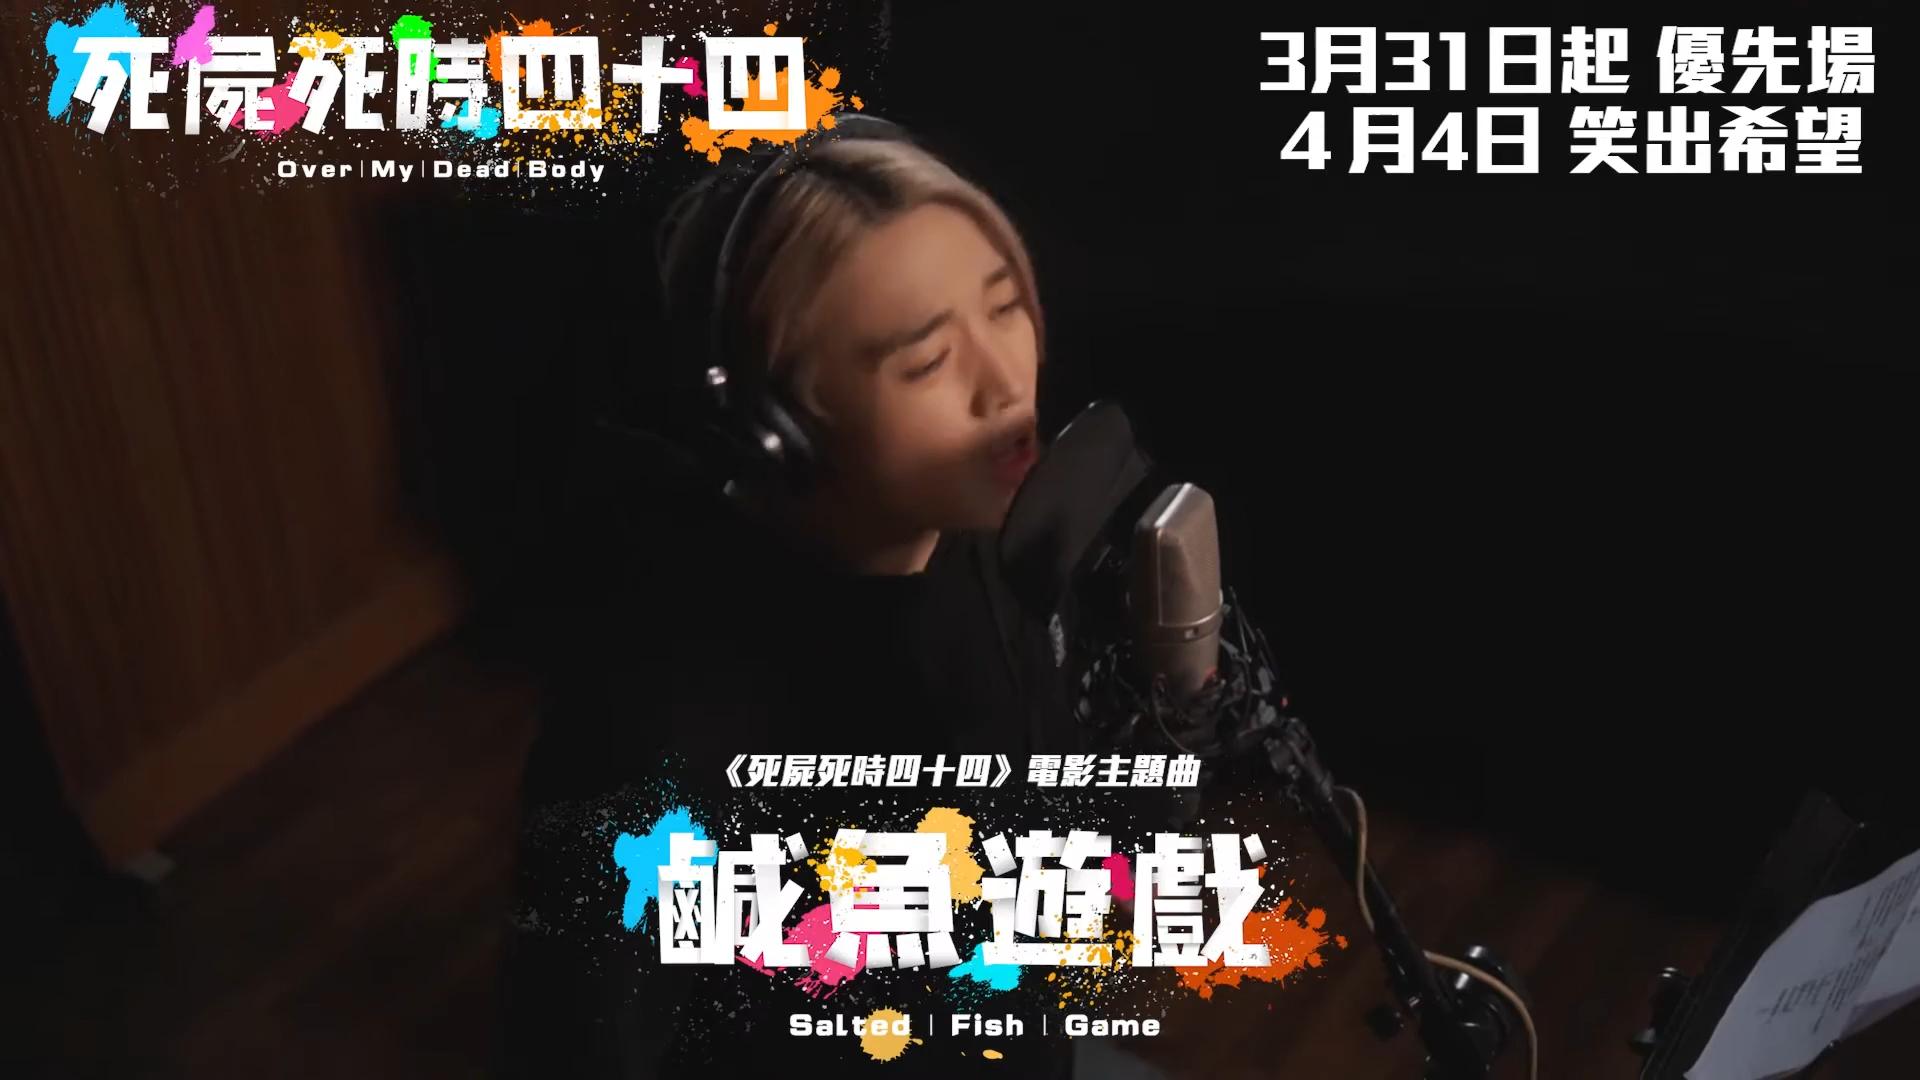 死屍死時四十四
Over|My|Dead|Body
3月31日起 優先場
4月4日 笑出希望
《死屍死時四十四》電影主題曲
鹹魚遊戲
Salted | Fish | Game